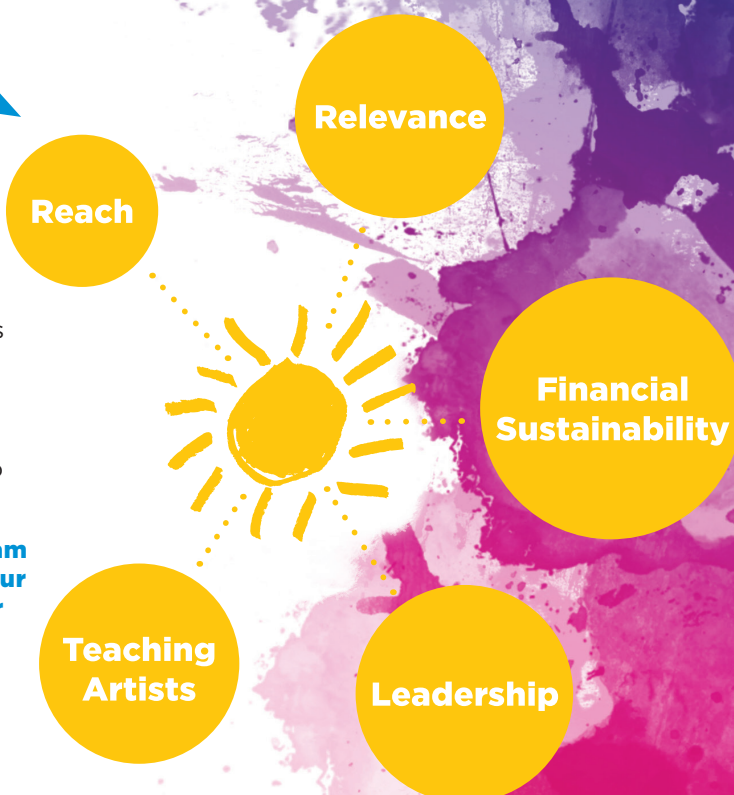 Relevance
Reach
Financial
Sustainability
Teaching
Artists
Leadership